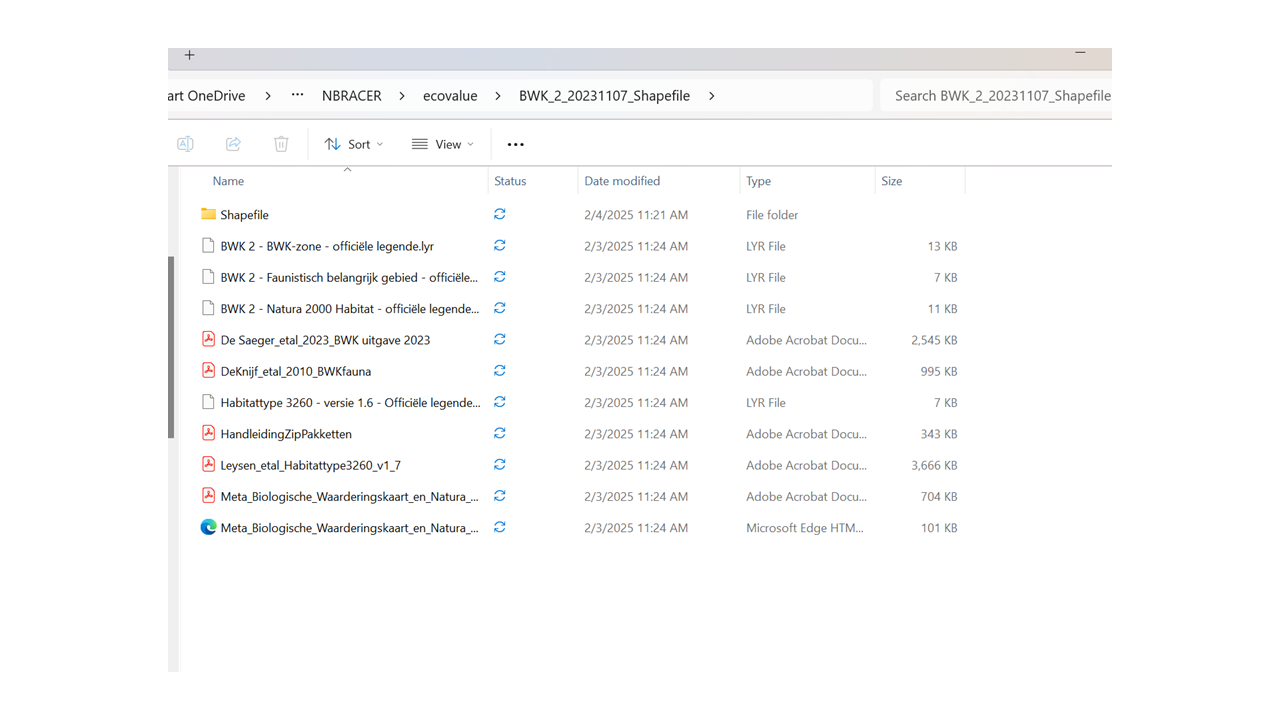 art OneDrive > ... NBRACER > ecovalue > BWK_2_20231107_Shapefile > Search BWK_2_20231107_Shapefile
Sort View ...
Name Status Date modified Type Size
Shapefile 2/4/2025 11:21 AM File folder
BWK 2 - BWK-zone - officiële legende.lyr 2/3/2025 11:24 AM LYR File 13 KB
BWK 2 - Faunistisch belangrijk gebied - officiële... 2/3/2025 11:24 AM LYR File 7 KB
BWK 2 - Natura 2000 Habitat - officiële legende... 2/3/2025 11:24 AM LYR File 11 KB
De Saeger_etal_2023_BWK uitgave 2023 2/3/2025 11:24 AM Adobe Acrobat Docu... 2,545 KB
DeKnijf_etal_2010_BWKfauna 2/3/2025 11:24 AM Adobe Acrobat Docu... 995 KB
Habitattype 3260 - versie 1.6 - Officiële legende... 2/3/2025 11:24 AM LYR File 7 KB
HandleidingZipPakketten 2/3/2025 11:24 AM Adobe Acrobat Docu... 343 KB
Leysen_etal_Habitattype3260_v1_7 2/3/2025 11:24 AM Adobe Acrobat Docu... 3,666 KB
Meta_Biologische_Waarderingskaart_en_Natura_... 2/3/2025 11:24 AM Adobe Acrobat Docu... 704 KB
Meta_Biologische_Waarderingskaart_en_Natura_... 2/3/2025 11:24 AM Microsoft Edge HTM... 101 KB